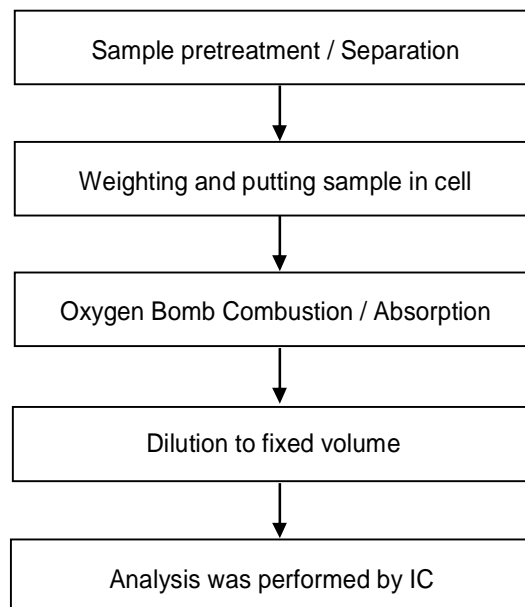 Sample pretreatment / Separation
Weighting and putting sample in cell
Oxygen Bomb Combustion / Absorption
Dilution to fixed volume
Analysis was performed by IC